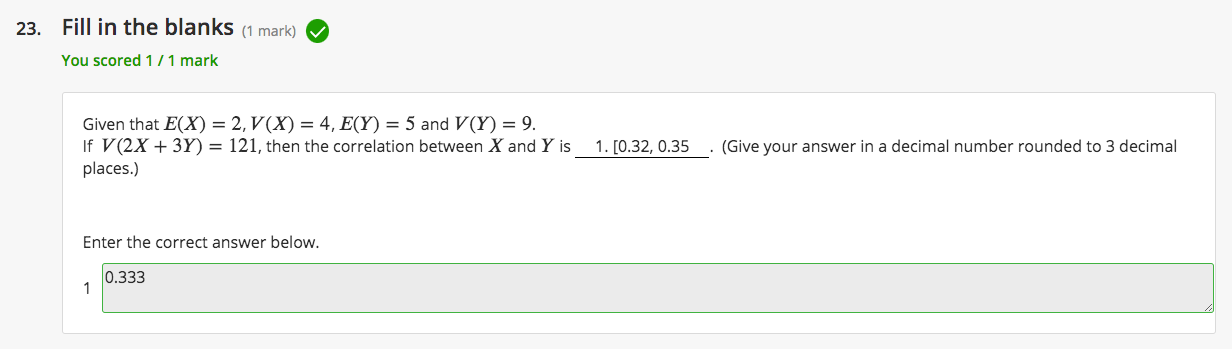 23. Fill in the blanks (1 mark)
You scored 1 / 1 mark
Given that E(X) = 2, V(X) = 4, E(Y) = 5 and V(Y) = 9.
If V(2X + 3Y) = 121, then the correlation between X and Y is 1. [0.32, 0.35 . (Give your answer in a decimal number rounded to 3 decimal
places.)
Enter the correct answer below.
0.333
1